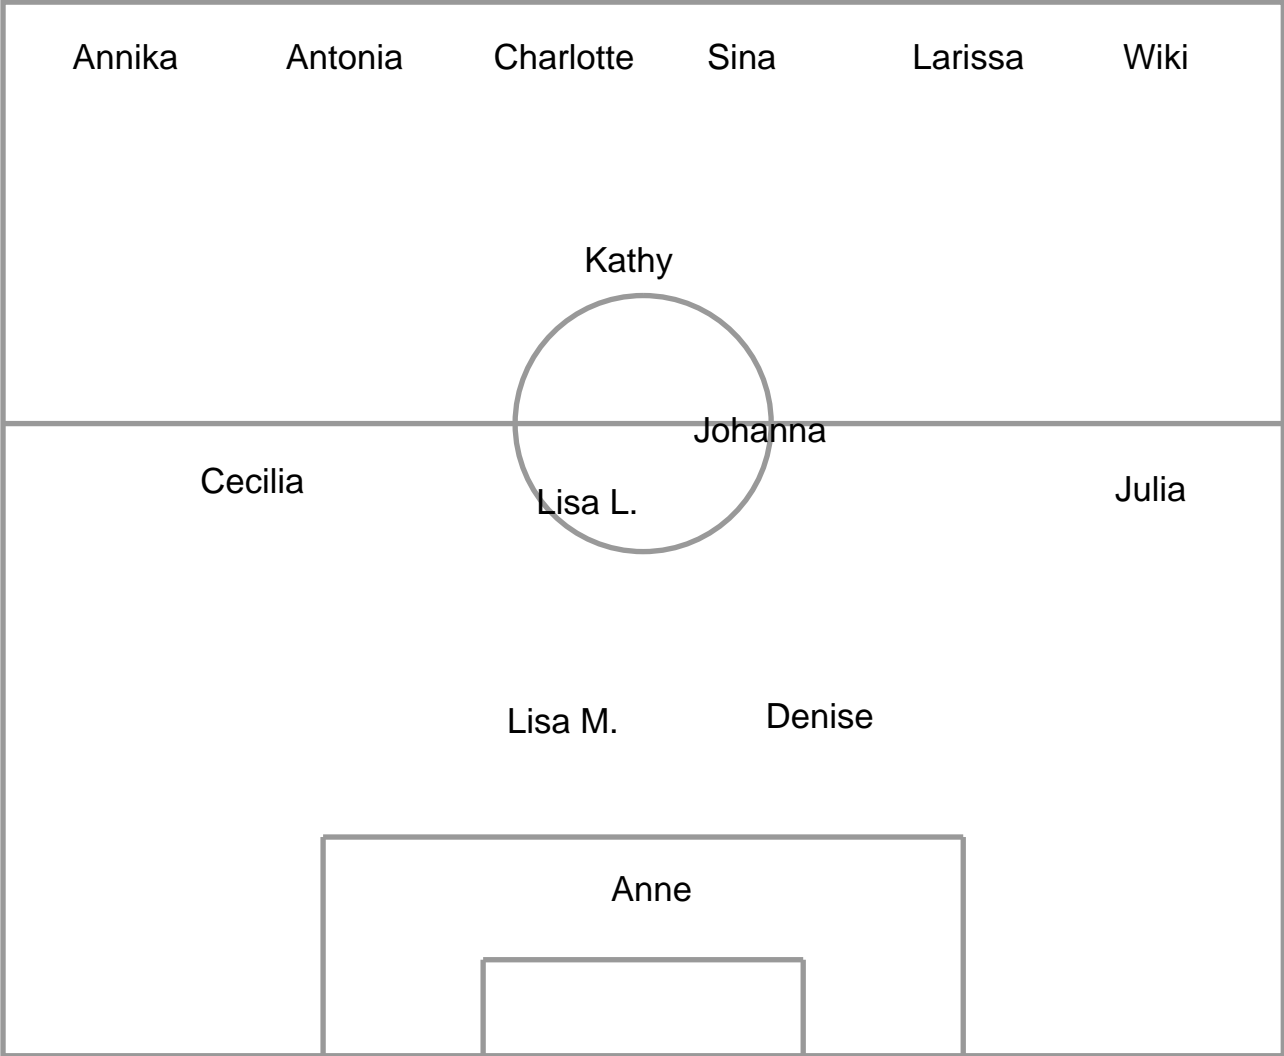 Annika Antonia Charlotte Sina Larissa Wiki
Kathy
Johanna
Cecilia Lisa L. Julia
Lisa M. Denise
Anne